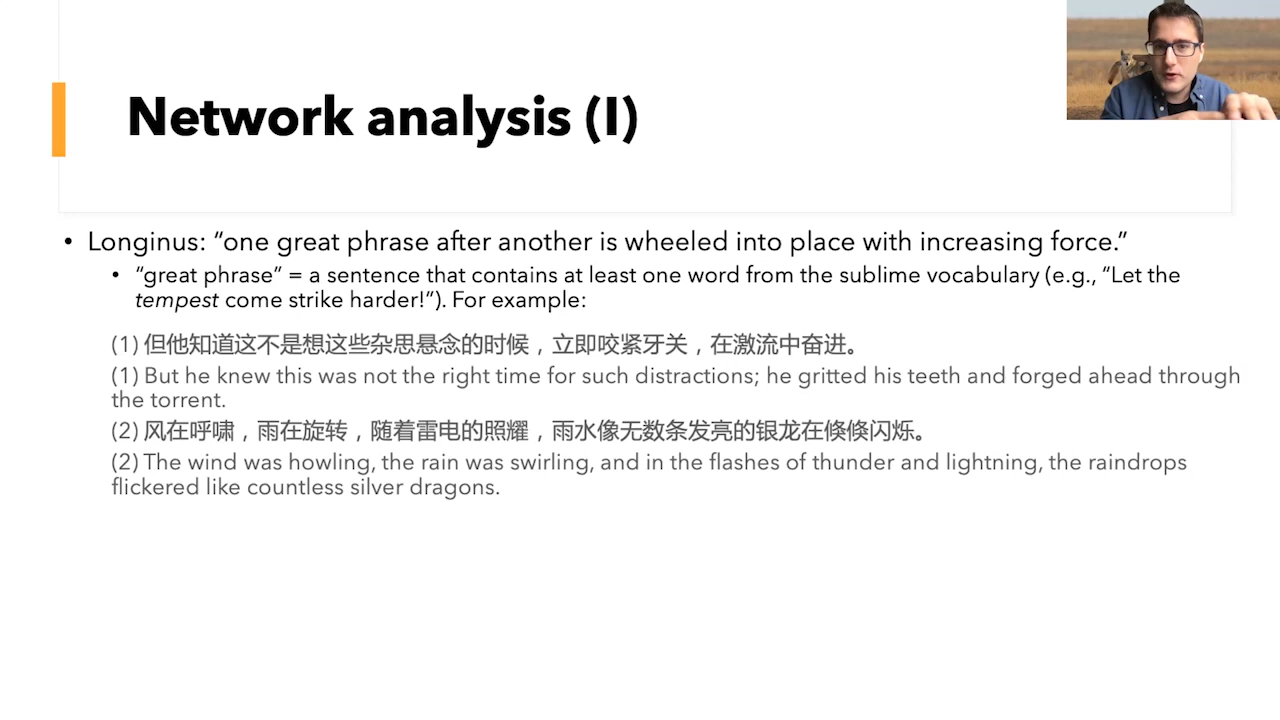 Network analysis (I)
• Longinus: “one great phrase after another is wheeled into place with increasing force.”
• “great phrase” = a sentence that contains at least one word from the sublime vocabulary (e.g., “Let the
tempest come strike harder!”). For example:
(1) 但他知道这不是想这些杂思悬念的时候，立即咬紧牙关，在激流中奋进。
(1) But he knew this was not the right time for such distractions; he gritted his teeth and forged ahead through
the torrent.
(2) 风在呼啸，雨在旋转，随着雷电的照耀，雨水像无数条发亮的银龙在倏倏闪烁。
(2) The wind was howling, the rain was swirling, and in the flashes of thunder and lightning, the raindrops
flickered like countless silver dragons.